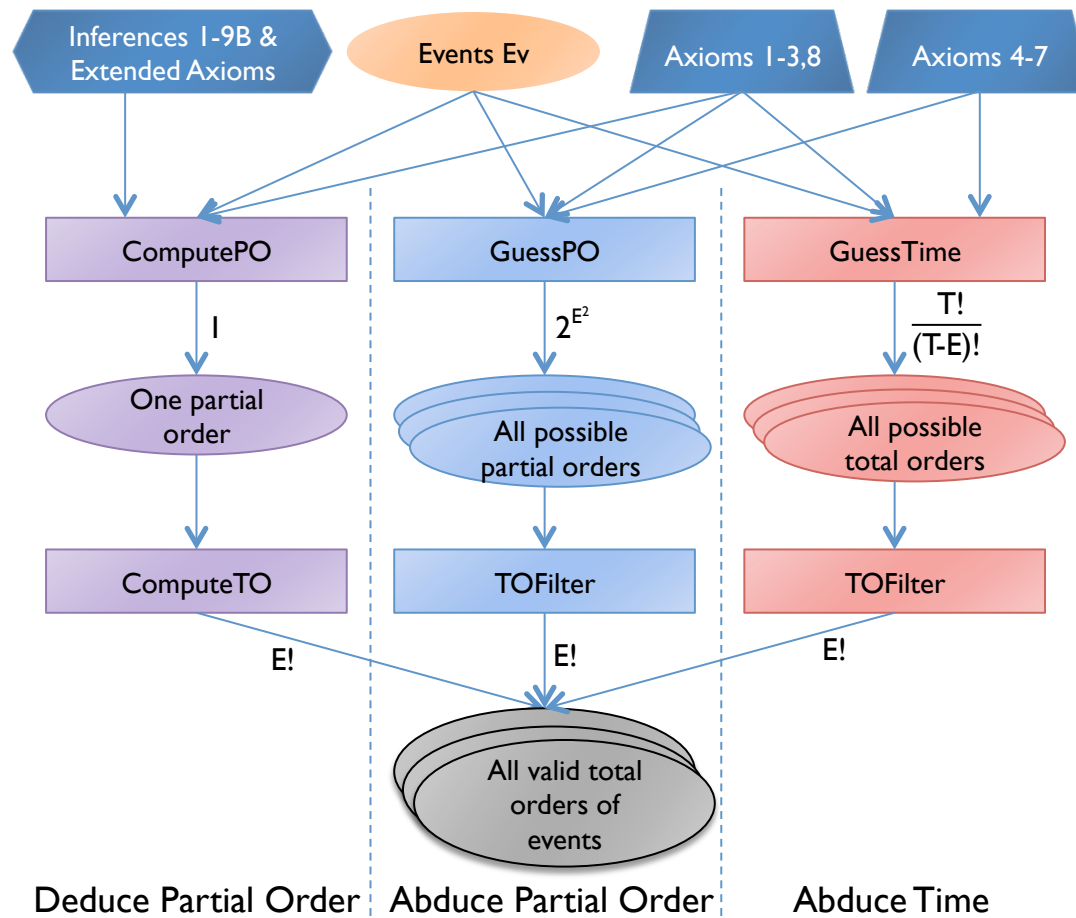 Inferences 1-9B &
Extended Axioms
Events Ev
Axioms 1-3,8
Axioms 4-7
ComputePO
GuessPO
GuessTime
1
2^E^2
T!
(T-E)!
One partial
order
All possible
partial orders
All possible
total orders
ComputeTO
TOFilter
TOFilter
E!
E!
E!
All valid total
orders of
events
Deduce Partial Order
Abduce Partial Order
Abduce Time